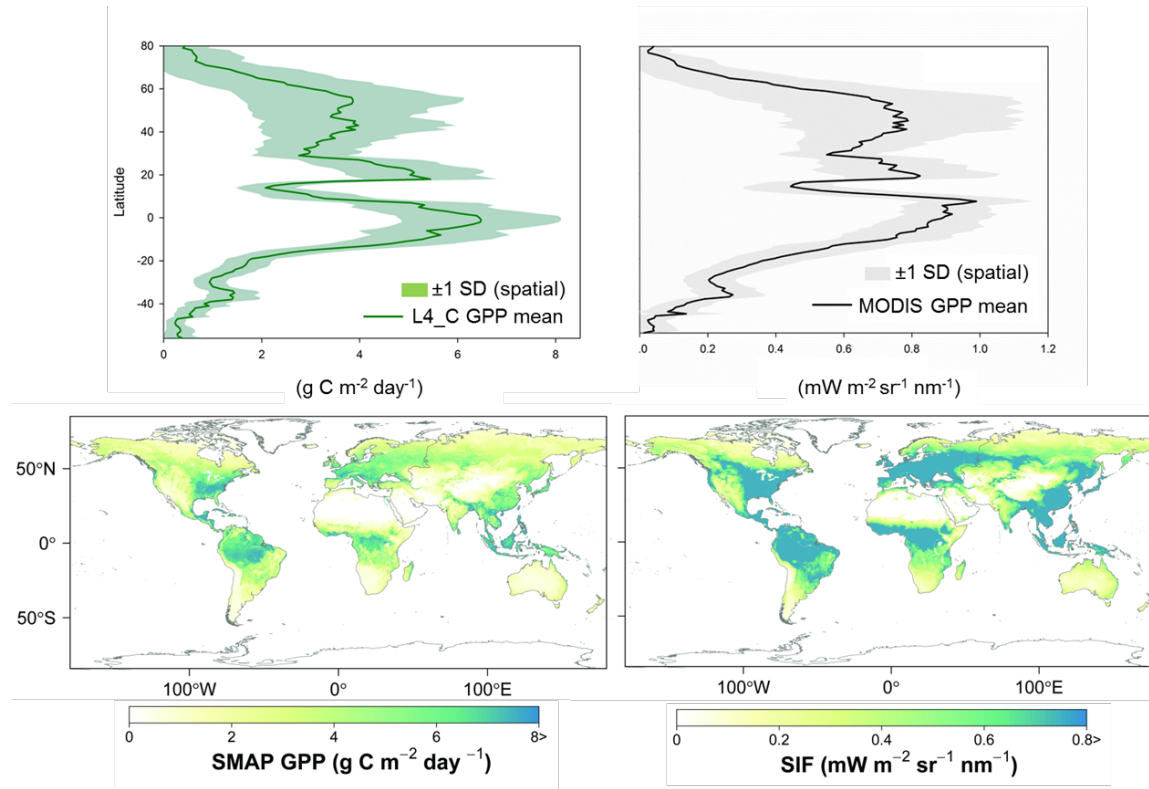 80
60
40
20
0
-20
-40
Latitude
±1 SD (spatial)
L4_C GPP mean
0 2 4 6 8
(g C m⁻² day⁻¹)
±1 SD (spatial)
MODIS GPP mean
.0 0.2 0.4 0.6 0.8 1.0 1.2
(mW m⁻² sr⁻¹ nm⁻¹)
50°N
0°
50°S
100°W 0° 100°E
100°W 0° 100°E
0 2 4 6 8>
SMAP GPP (g C m⁻² day ⁻¹)
0 0.2 0.4 0.6 0.8>
SIF (mW m⁻² sr⁻¹ nm⁻¹)